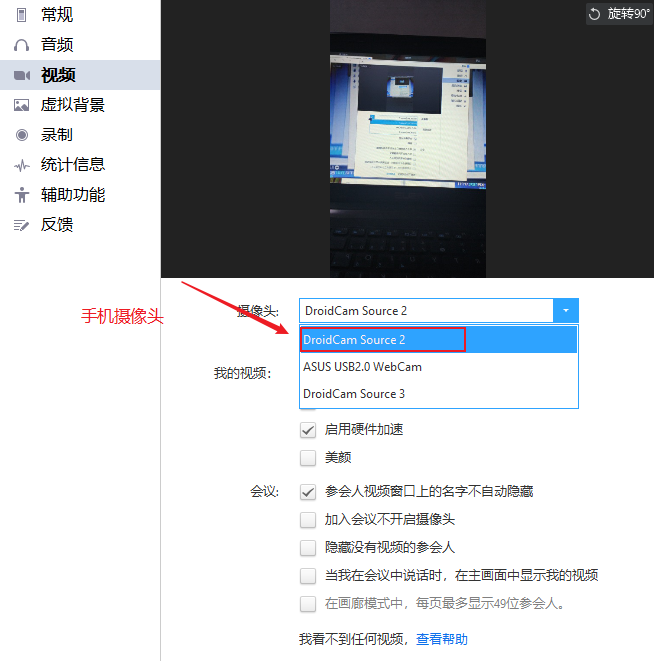 常规
音频
视频
虚拟背景
录制
统计信息
辅助功能
反馈
旋转90°
手机摄像头
摄像头:
DroidCam Source 2
DroidCam Source 2
ASUS USB2.0 WebCam
DroidCam Source 3
我的视频:
启用硬件加速
美颜
会议:
参会人视频窗口上的名字不自动隐藏
加入会议不开启摄像头
隐藏没有视频的参会人
当我在会议中说话时，在主画面中显示我的视频
在画廊模式中，每页最多显示49位参会人。
我看不到任何视频，查看帮助